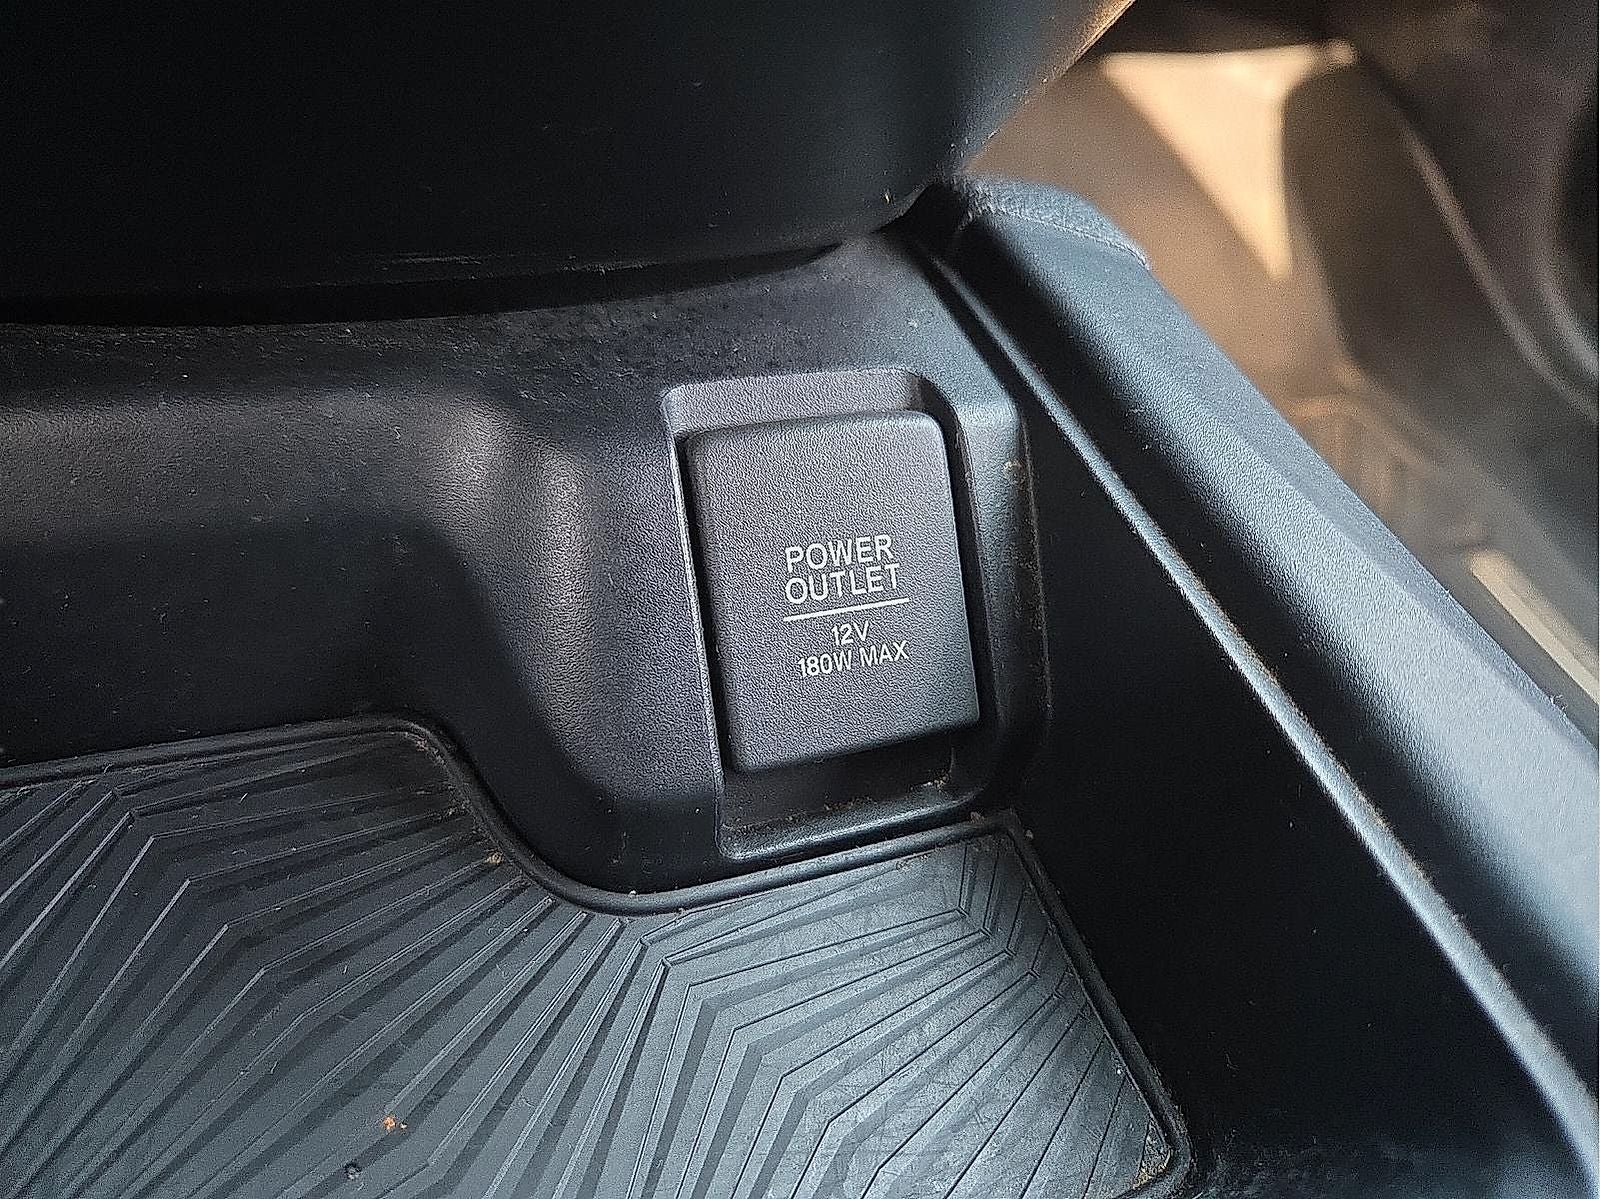 POWER
OUTLET
12V
180W MAX